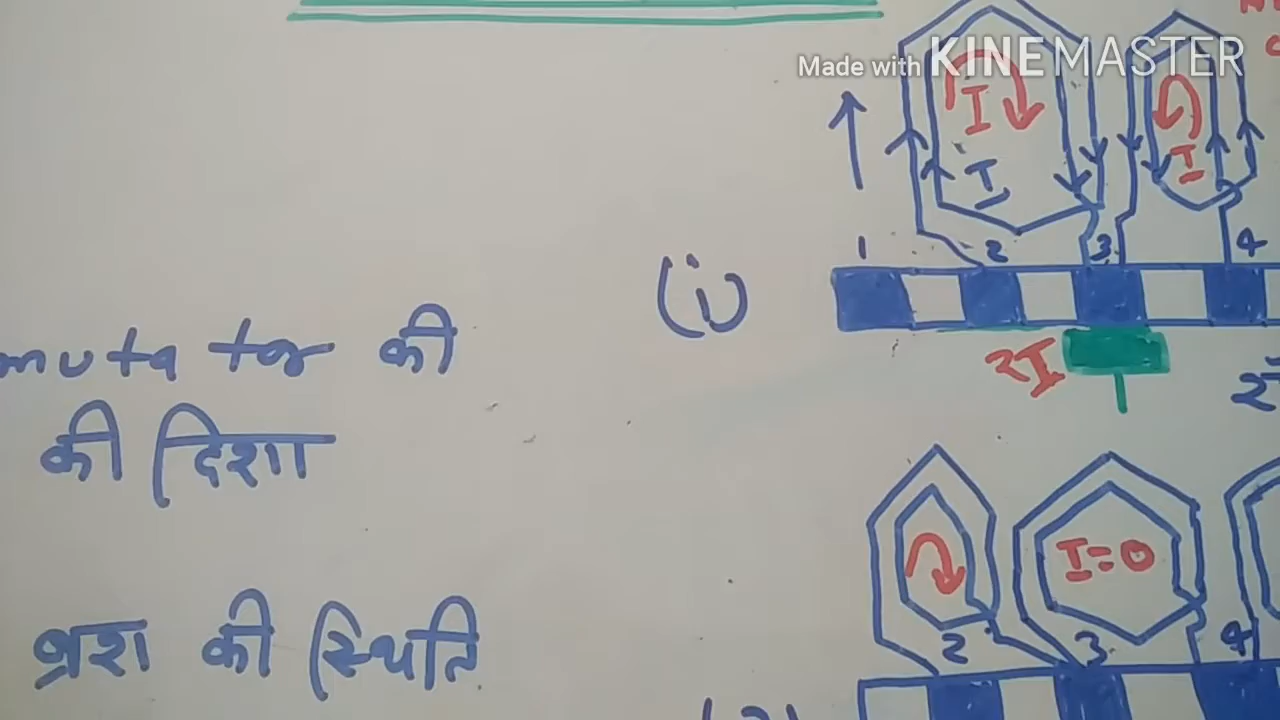 Made with KINEMASTER
I
I
I
(i)
1 2 3 4
2I
mutator की
की दिशा
I=0
2 3 4
ब्रश की स्थिति